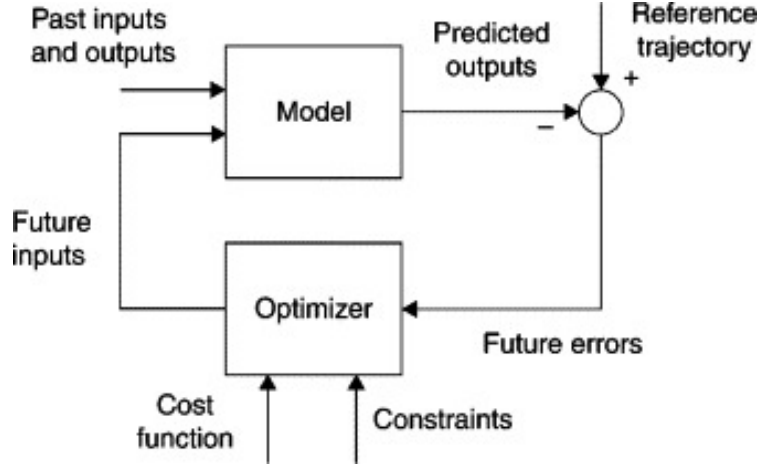 Past inputs
and outputs
Model
Predicted
outputs
Reference
trajectory
+
−
Future
inputs
Optimizer
Future errors
Cost
function
Constraints